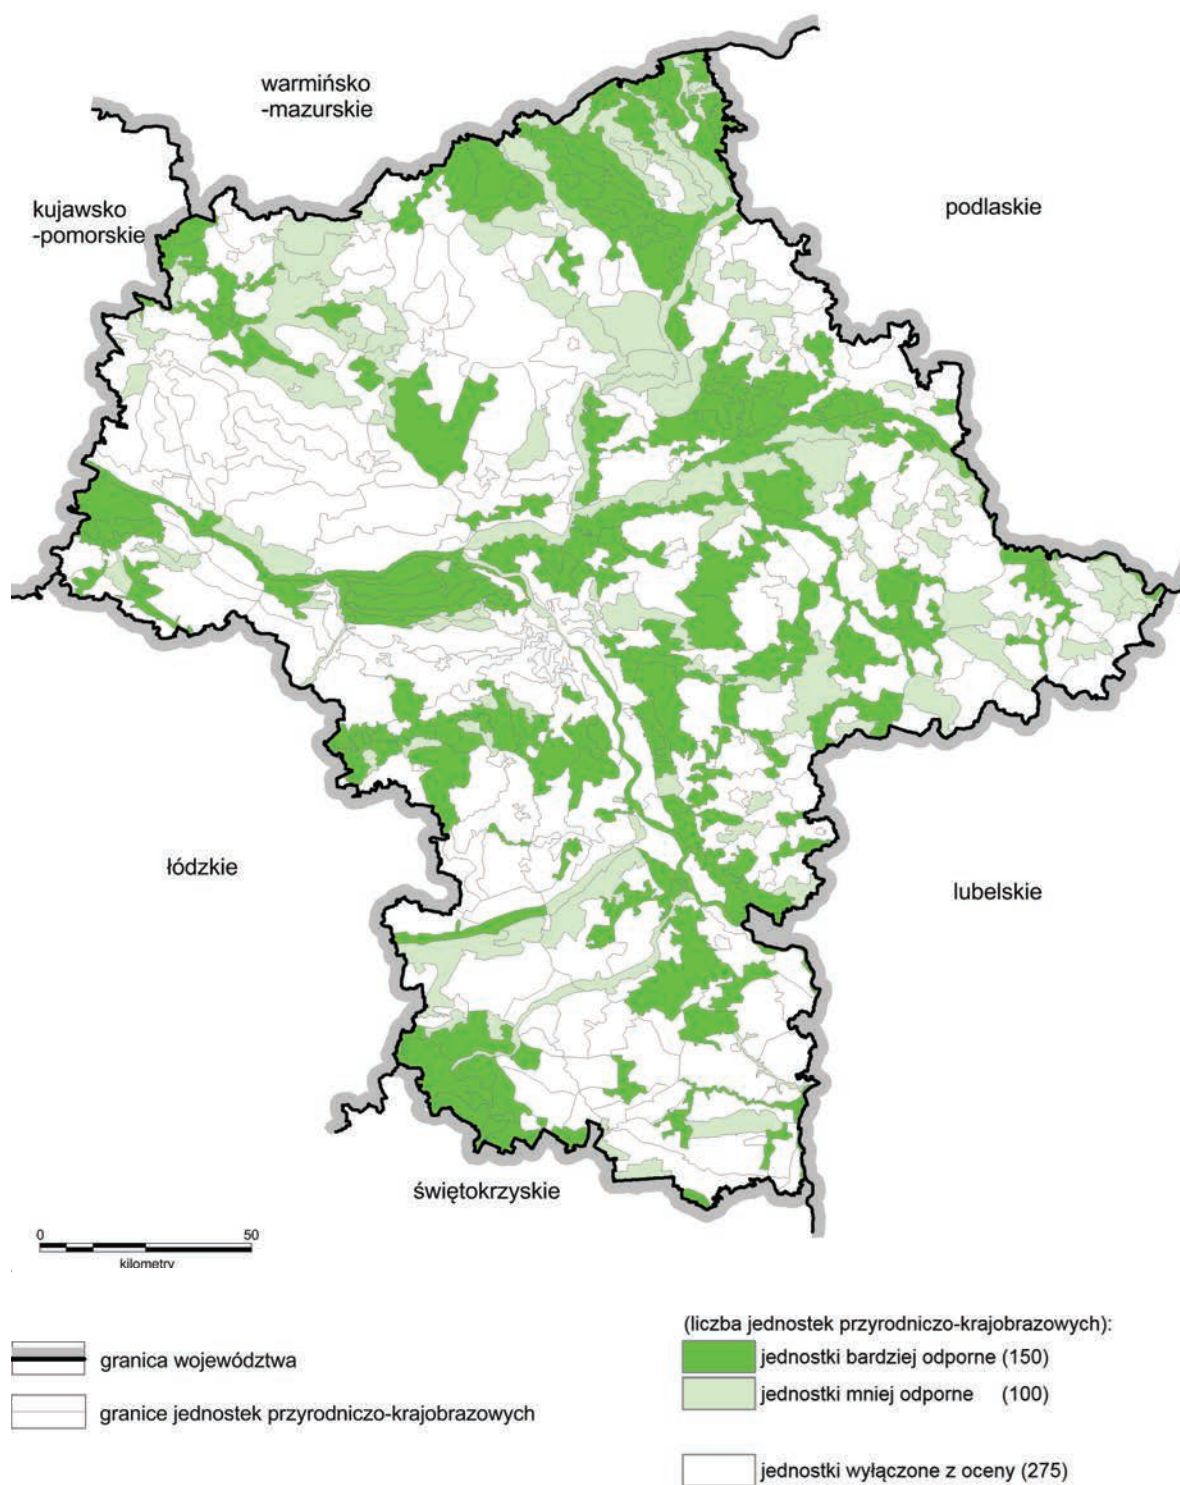 warmińsko
-mazurskie
kujawsko
-pomorskie
podlaskie
łódzkie
lubelskie
świętokrzyskie
0 50
kilometry
granica województwa
granice jednostek przyrodniczo-krajobrazowych
(liczba jednostek przyrodniczo-krajobrazowych):
jednostki bardziej odporne (150)
jednostki mniej odporne (100)
jednostki wyłączone z oceny (275)